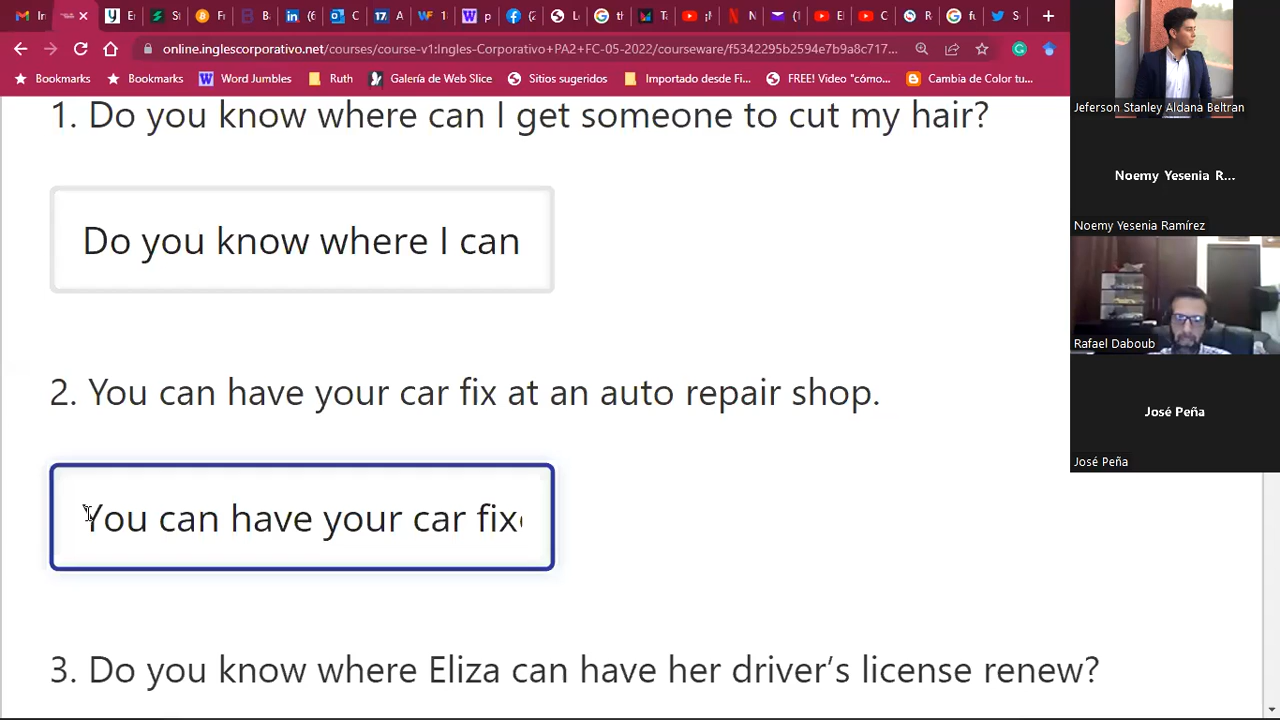 online.inglescorporativo.net/courses/course-v1:Ingles-Corporativo+PA2+FC-05-2022/courseware/f5342295b2594e7b9a8c717...
Bookmarks Bookmarks Word Jumbles Ruth Galería de Web Slice Sitios sugeridos Importado desde Fi... FREE! Video "cómo... Cambia de Color tu...
1. Do you know where can I get someone to cut my hair?
Do you know where I can
2. You can have your car fix at an auto repair shop.
You can have your car fixe
3. Do you know where Eliza can have her driver’s license renew?
Jeferson Stanley Aldana Beltran
Noemy Yesenia R...
Noemy Yesenia Ramírez
Rafael Daboub
José Peña
José Peña